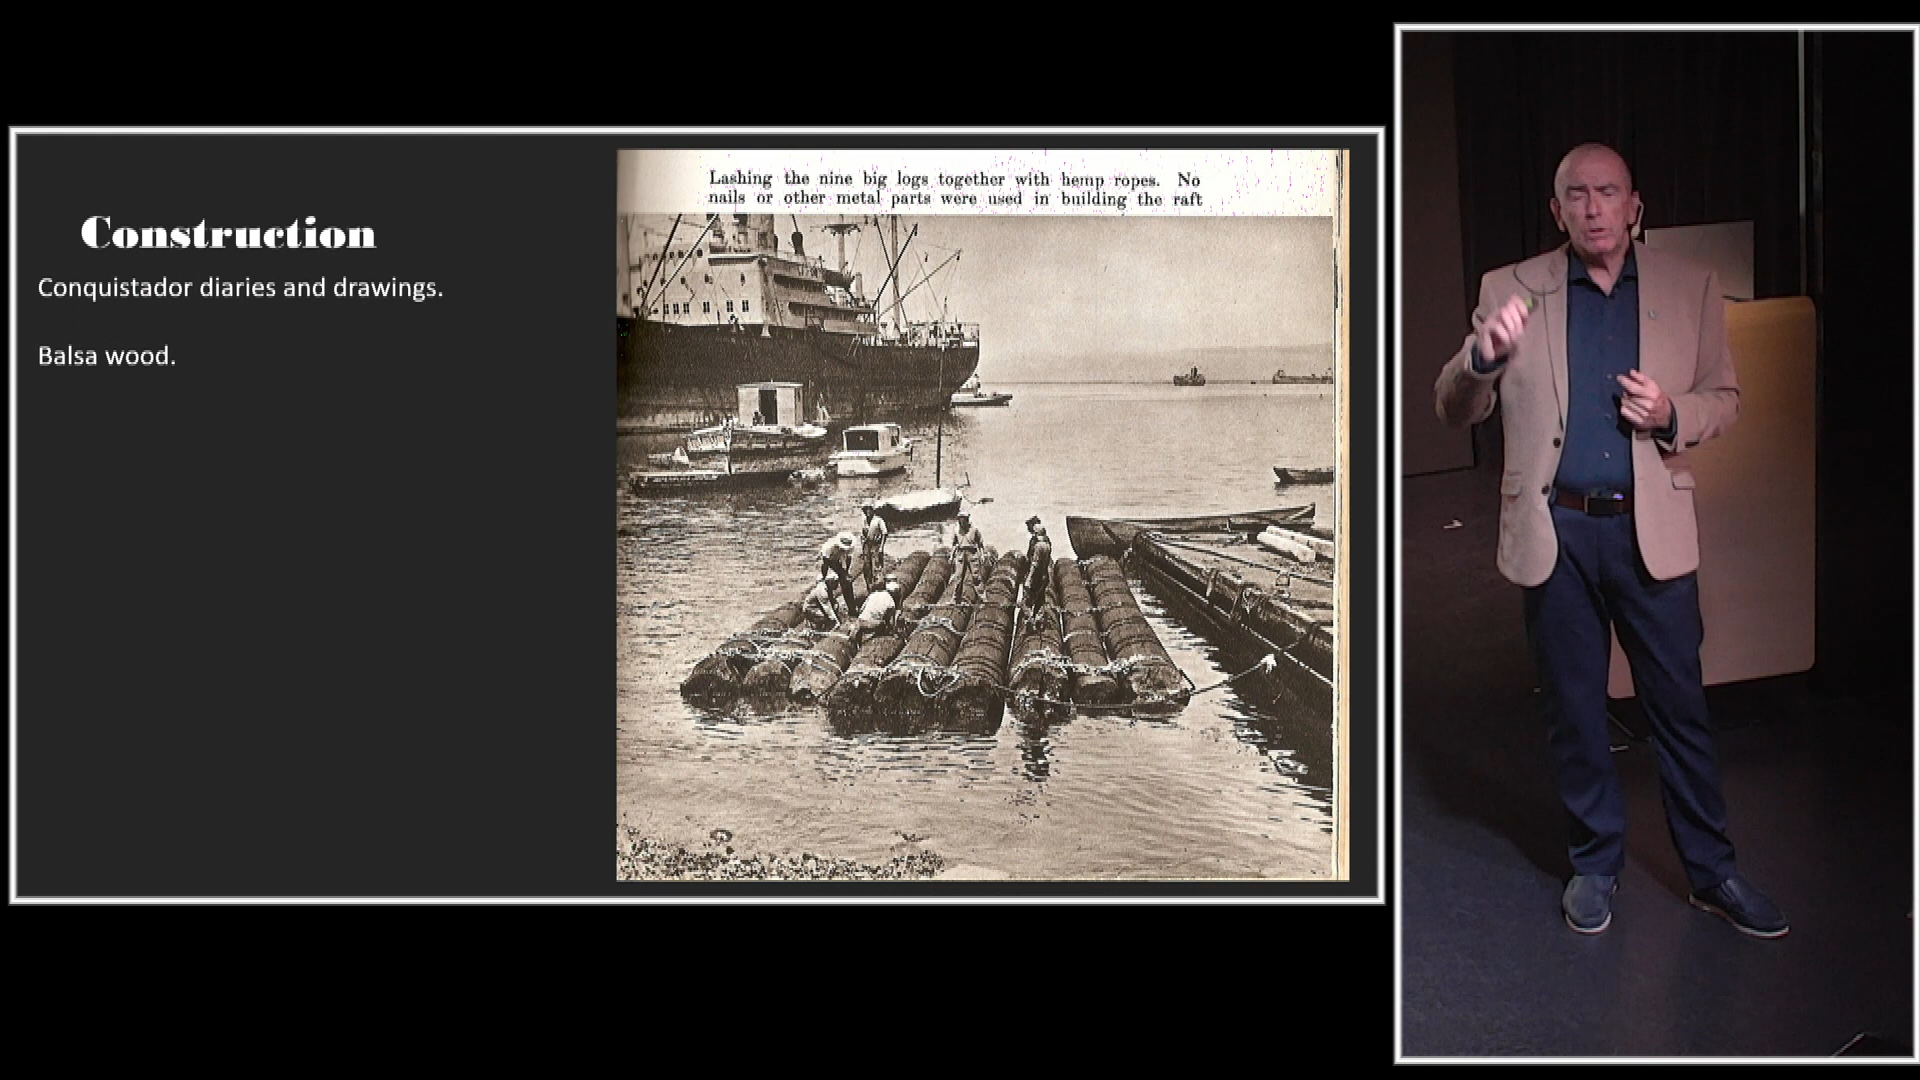 Construction
Conquistador diaries and drawings.
Balsa wood.
Lashing the nine big logs together with hemp ropes. No
nails or other metal parts were used in building the raft